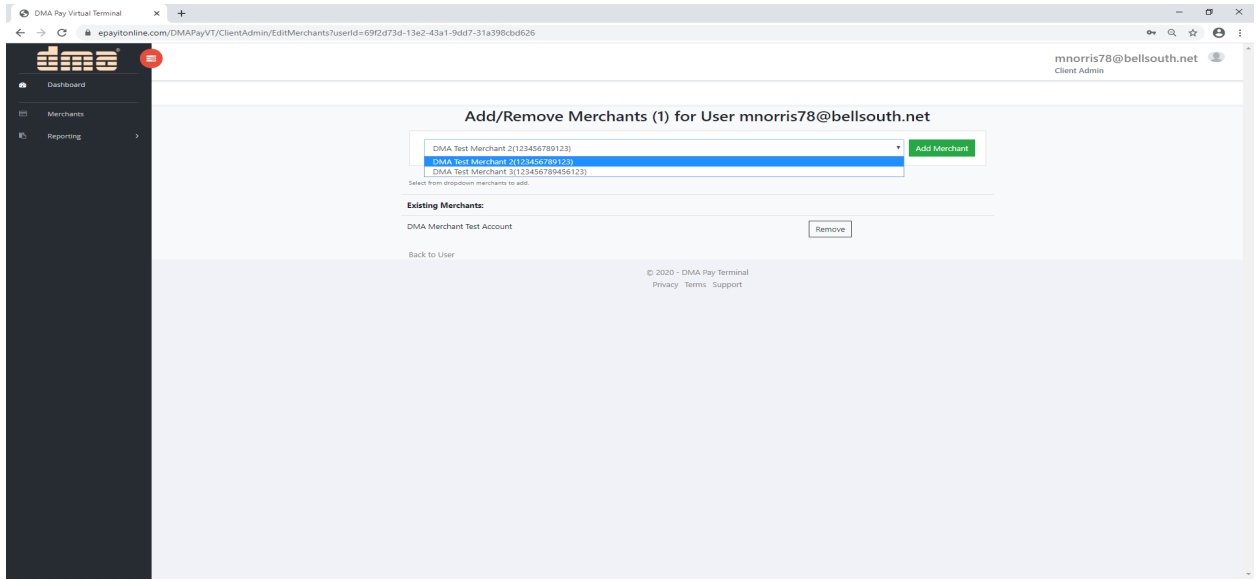 DMA Pay Virtual Terminal
epayitonline.com/DMAPayVT/ClientAdmin/EditMerchants?userId=69f2d73d-13e2-43a1-9dd7-31a398cbd626
dma
mnorris78@bellsouth.net
Client Admin
Dashboard
Merchants
Reporting
Add/Remove Merchants (1) for User mnorris78@bellsouth.net
DMA Test Merchant 2(123456789123)
Add Merchant
DMA Test Merchant 2(123456789123)
DMA Test Merchant 3(123456789456123)
Select from dropdown merchants to add.
Existing Merchants:
DMA Merchant Test Account
Remove
Back to User
© 2020 - DMA Pay Terminal
Privacy Terms Support